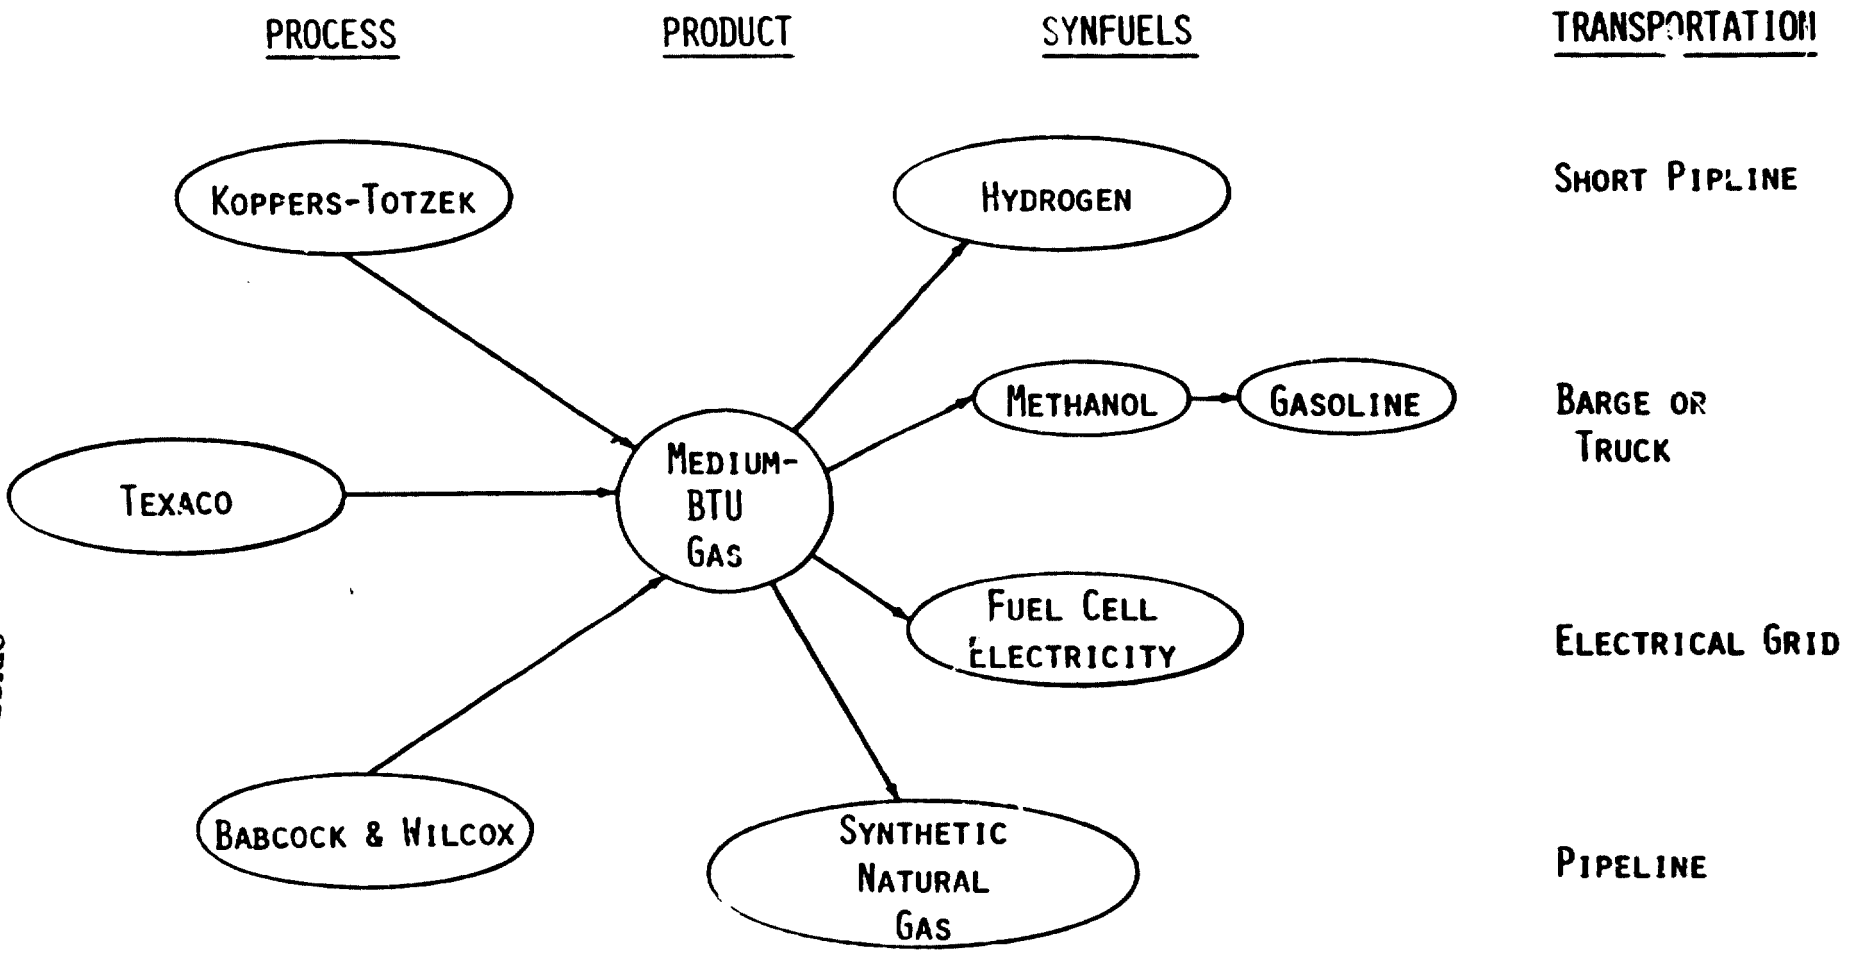 PROCESS PRODUCT SYNFUELS TRANSPORTATION
KOPPERS-TOTZEK
HYDROGEN
SHORT PIPLINE
METHANOL
GASOLINE
BARGE OR
TRUCK
TEXACO
MEDIUM-
BTU
GAS
FUEL CELL
ELECTRICITY
ELECTRICAL GRID
BABCOCK & WILCOX
SYNTHETIC
NATURAL
GAS
PIPELINE